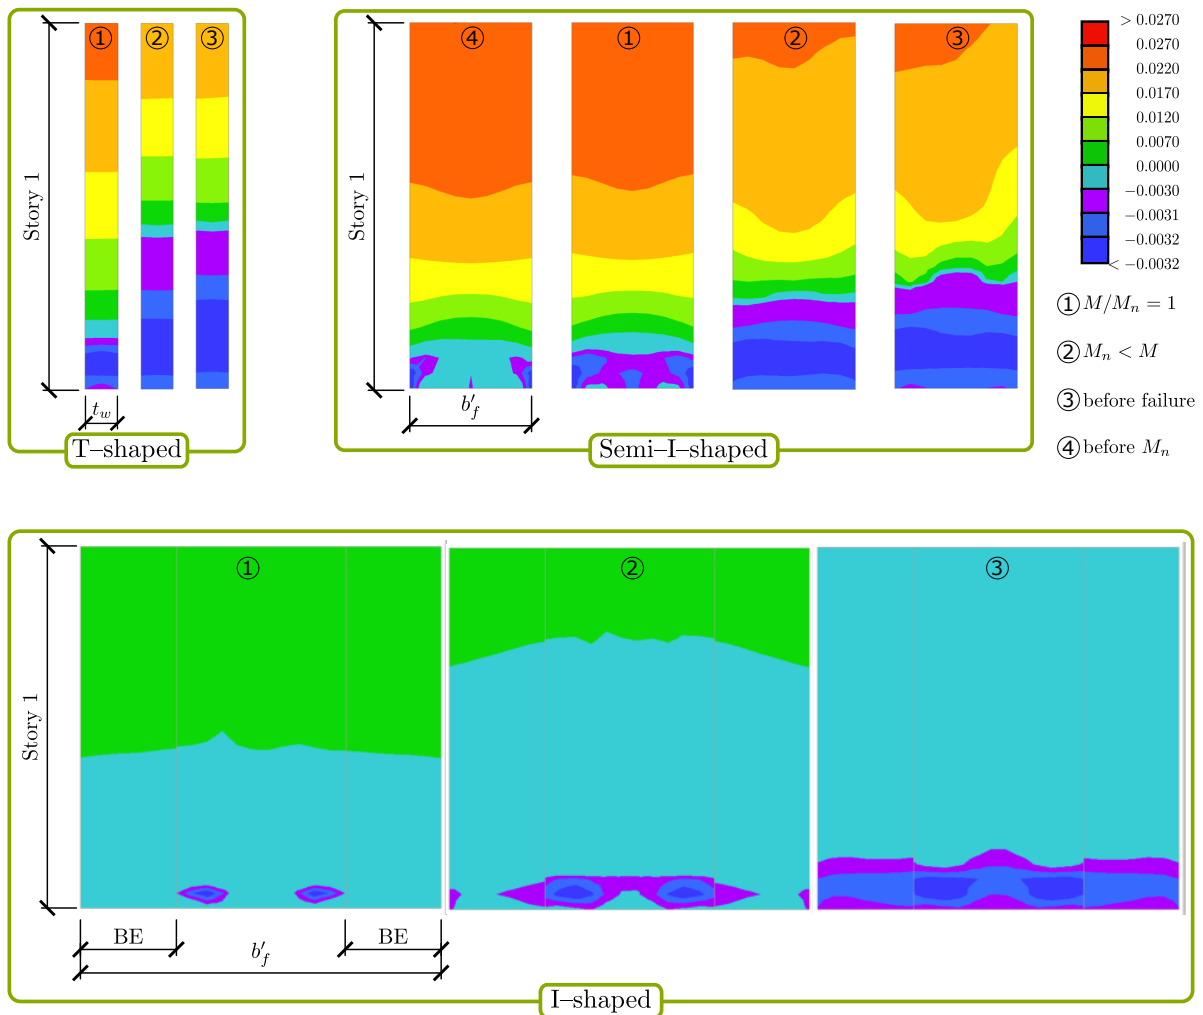 Story 1
① ② ③
t_w
T–shaped
Story 1
④ ① ② ③
b′_f
Semi–I–shaped
> 0.0270
0.0270
0.0220
0.0170
0.0120
0.0070
0.0000
−0.0030
−0.0031
−0.0032
< −0.0032
① M/M_n = 1
② M_n < M
③ before failure
④ before M_n
Story 1
① ② ③
BE BE
b′_f
I–shaped